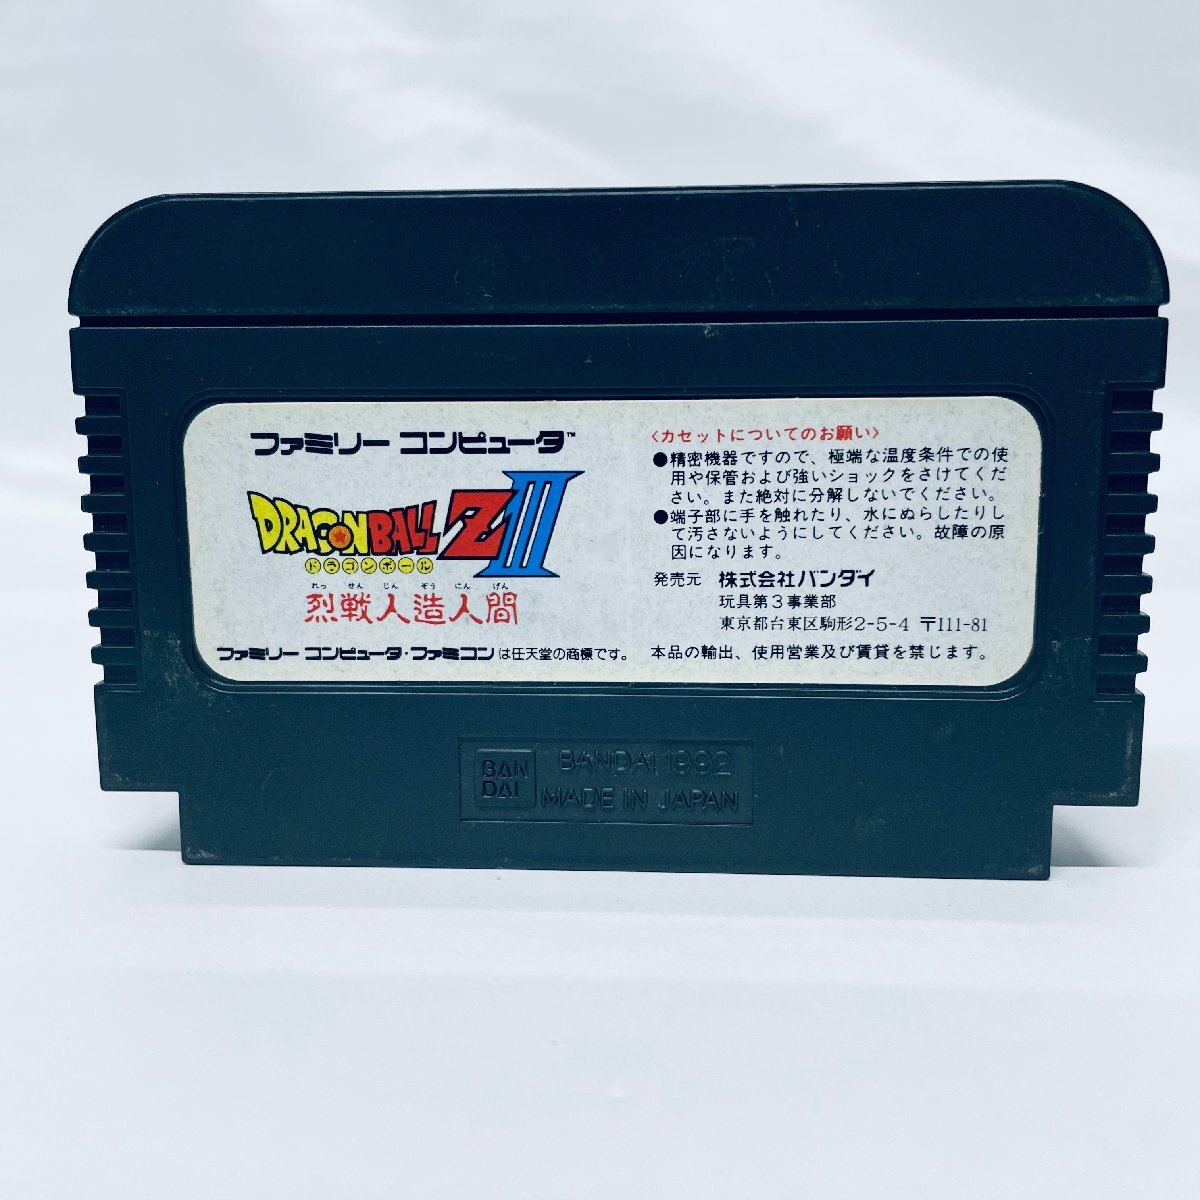 ファミリー コンピュータ™
DRAGON BALL Z III
ドラゴンボール
れっ せん じん ぞう にん げん
烈戦人造人間
ファミリー コンピュータ・ファミコンは任天堂の商標です。
〈カセットについてのお願い〉
●精密機器ですので、極端な温度条件での使
用や保管および強いショックをさけてくだ
さい。また絶対に分解しないでください。
●端子部に手を触れたり、水にぬらしたりし
て汚さないようにしてください。故障の原
因になります。
発売元 株式会社バンダイ
玩具第3事業部
東京都台東区駒形2-5-4 〒111-81
本品の輸出、使用営業及び賃貸を禁じます。
BAN
DAI
BANDAI 1992
MADE IN JAPAN